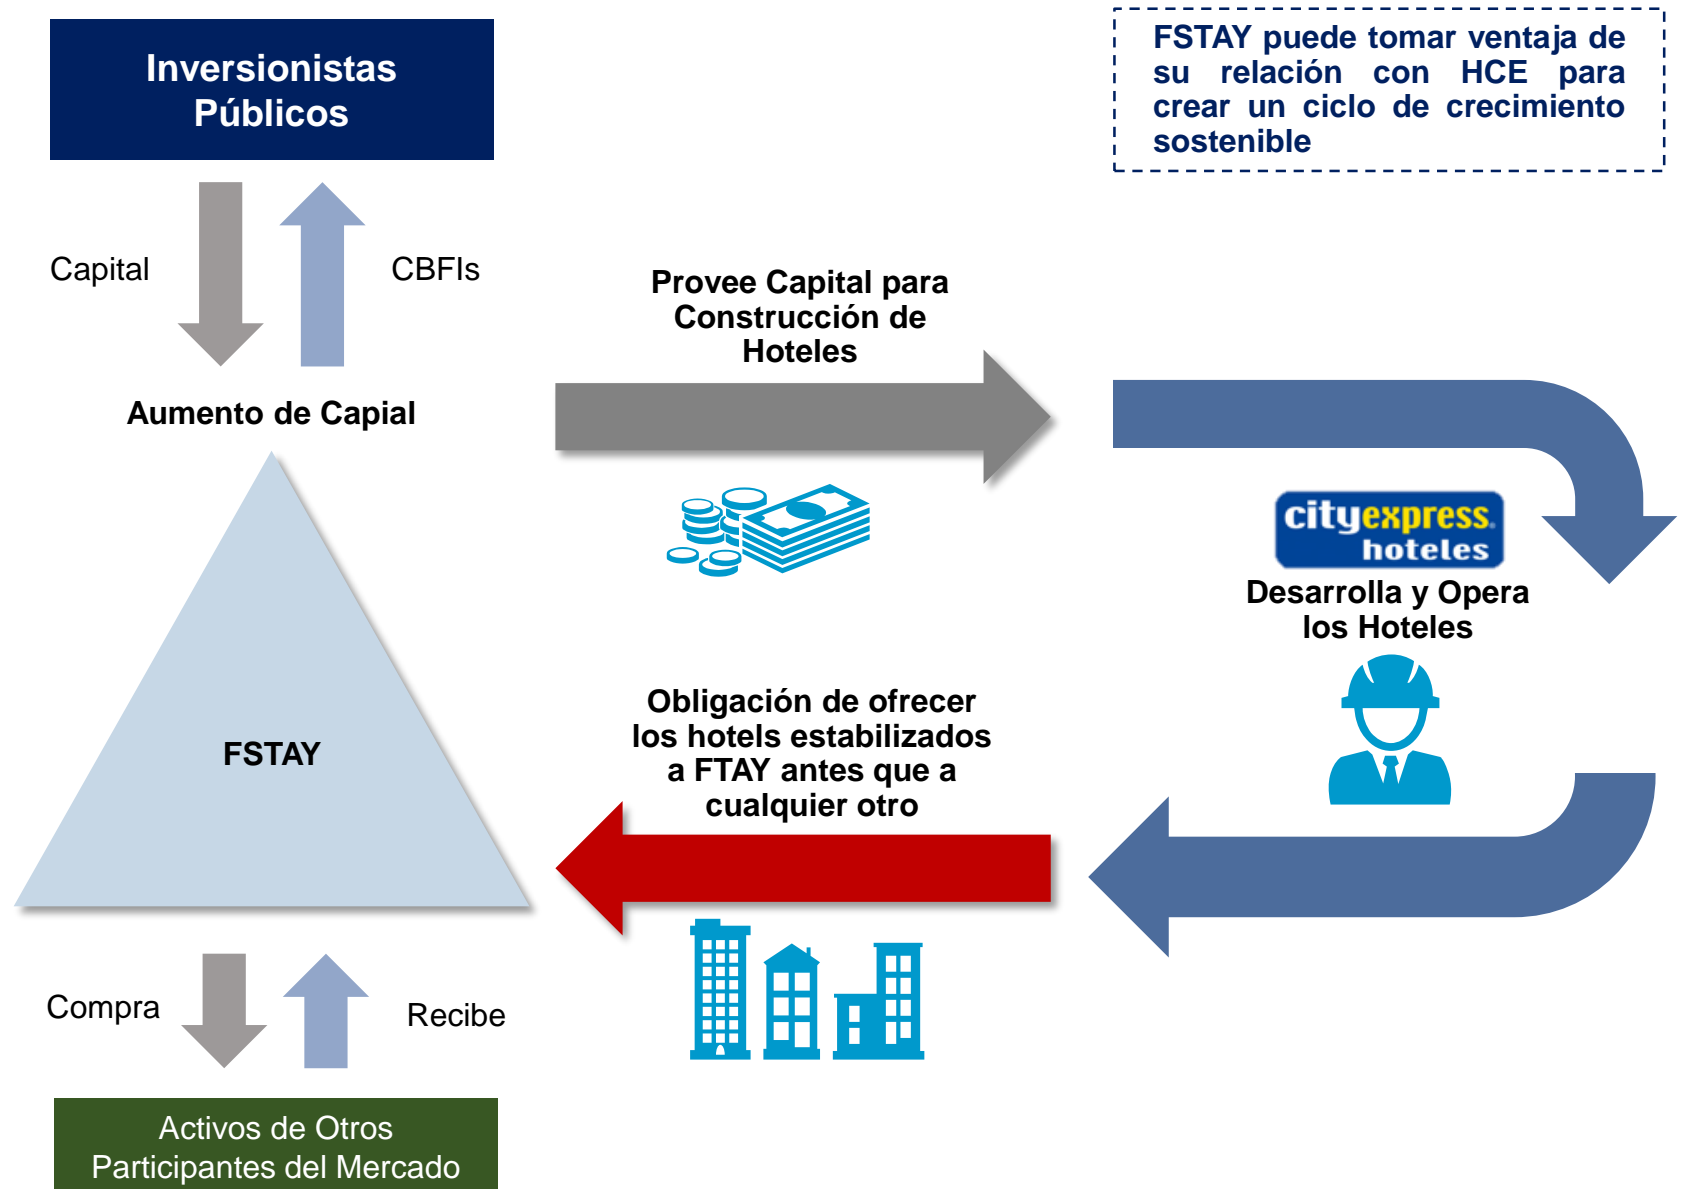 Inversionistas
Públicos
FSTAY puede tomar ventaja de
su relación con HCE para
crear un ciclo de crecimiento
sostenible
Capital
CBFIs
Aumento de Capial
Provee Capital para
Construcción de
Hoteles
cityexpress.
hoteles
Desarrolla y Opera
los Hoteles
FSTAY
Obligación de ofrecer
los hotels estabilizados
a FTAY antes que a
cualquier otro
Compra
Recibe
Activos de Otros
Participantes del Mercado